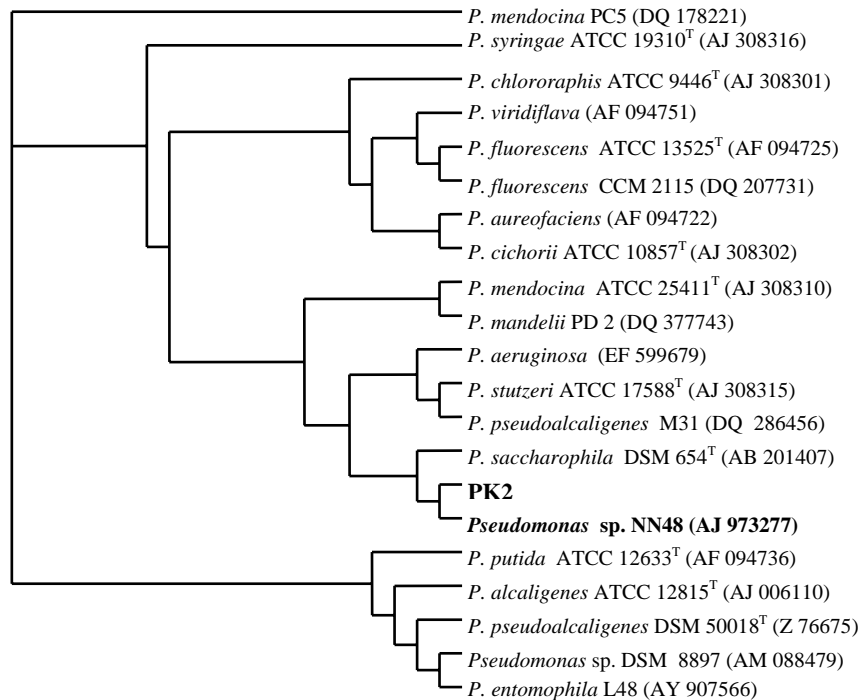 P. mendocina PC5 (DQ 178221)
P. syringae ATCC 19310T (AJ 308316)
P. chlororaphis ATCC 9446T (AJ 308301)
P. viridiflava (AF 094751)
P. fluorescens ATCC 13525T (AF 094725)
P. fluorescens CCM 2115 (DQ 207731)
P. aureofaciens (AF 094722)
P. cichorii ATCC 10857T (AJ 308302)
P. mendocina ATCC 25411T (AJ 308310)
P. mandelii PD 2 (DQ 377743)
P. aeruginosa (EF 599679)
P. stutzeri ATCC 17588T (AJ 308315)
P. pseudoalcaligenes M31 (DQ 286456)
P. saccharophila DSM 654T (AB 201407)
PK2
Pseudomonas sp. NN48 (AJ 973277)
P. putida ATCC 12633T (AF 094736)
P. alcaligenes ATCC 12815T (AJ 006110)
P. pseudoalcaligenes DSM 50018T (Z 76675)
Pseudomonas sp. DSM 8897 (AM 088479)
P. entomophila L48 (AY 907566)